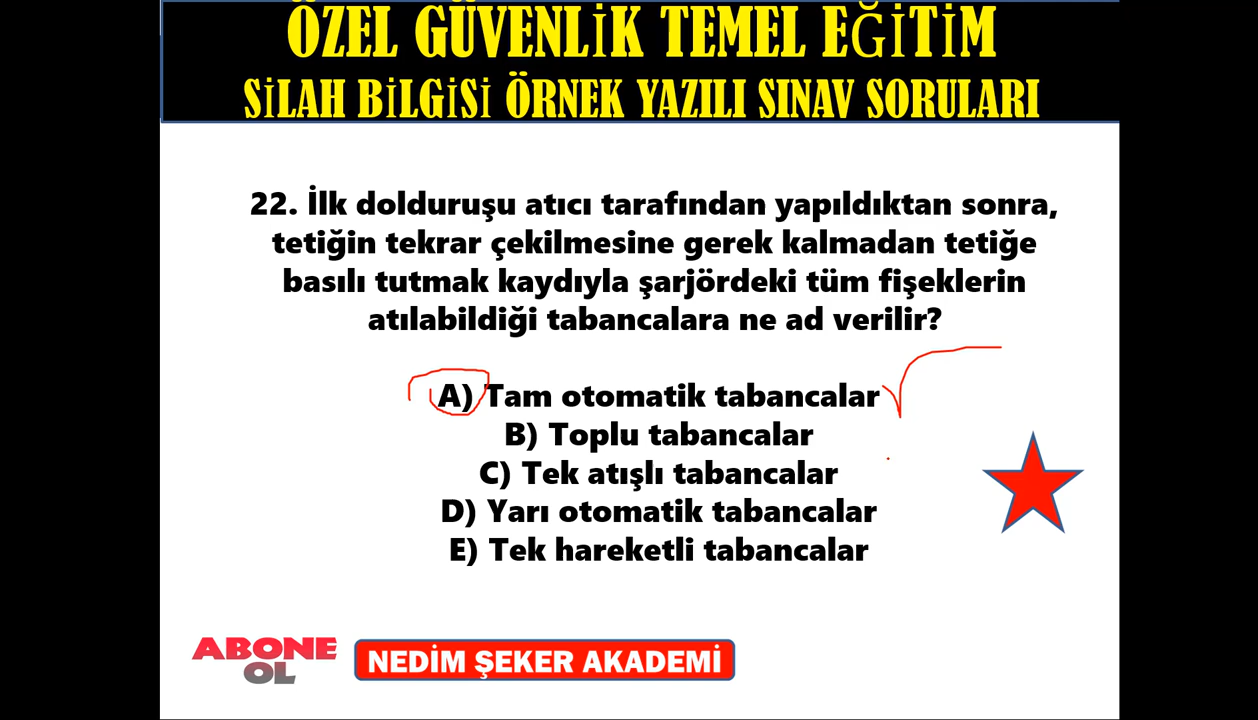 ÖZEL GÜVENLİK TEMEL EĞİTİM
SİLAH BİLGİSİ ÖRNEK YAZILI SINAV SORULARI
22. İlk dolduruşu atıcı tarafından yapıldıktan sonra,
tetiğin tekrar çekilmesine gerek kalmadan tetiğe
basılı tutmak kaydıyla şarjördeki tüm fişeklerin
atılabildiği tabancalara ne ad verilir?
A) Tam otomatik tabancalar
B) Toplu tabancalar
C) Tek atışlı tabancalar
D) Yarı otomatik tabancalar
E) Tek hareketli tabancalar
ABONE
OL
NEDİM ŞEKER AKADEMİ